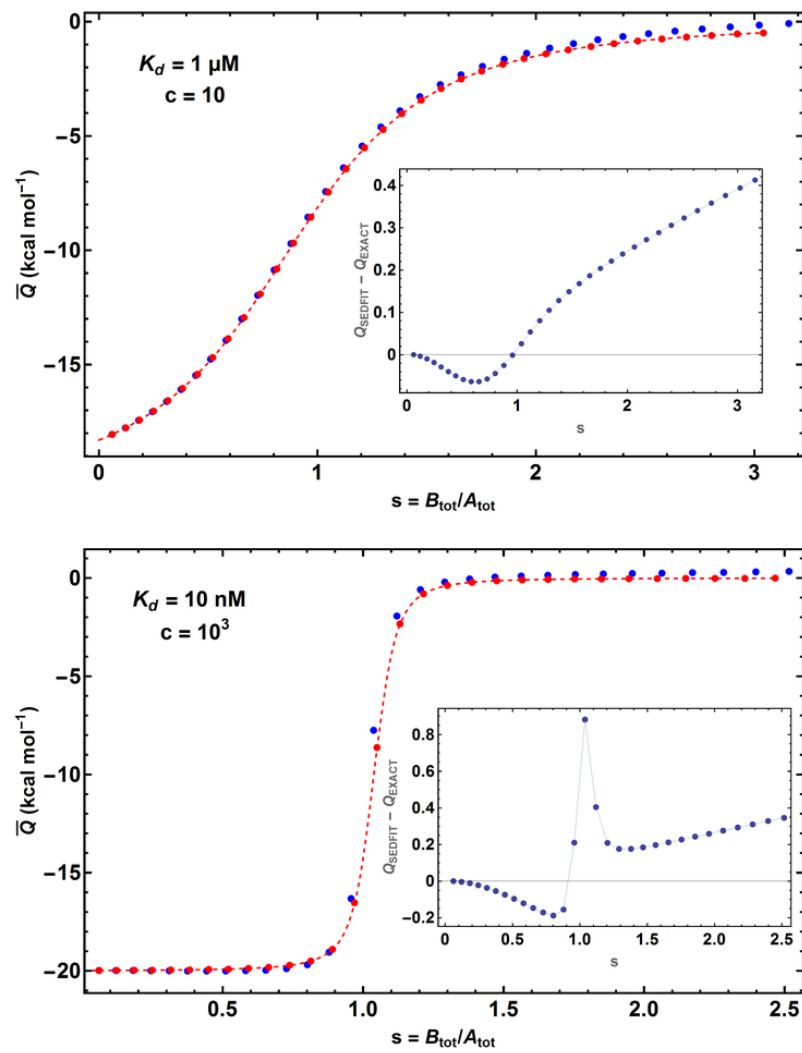 0
−5
−10
−15
Q̅ (kcal mol⁻¹)
K_d = 1 μM
c = 10
0.4
0.3
0.2
0.1
0
Q_SEDFIT − Q_EXACT
0 1 2 3
s
0 1 2 3
s = B_tot/A_tot
0
−5
−10
−15
−20
Q̅ (kcal mol⁻¹)
K_d = 10 nM
c = 10³
0.8
0.6
0.4
0.2
0
−0.2
Q_SEDFIT − Q_EXACT
0.0 0.5 1.0 1.5 2.0 2.5
s
0.5 1.0 1.5 2.0 2.5
s = B_tot/A_tot